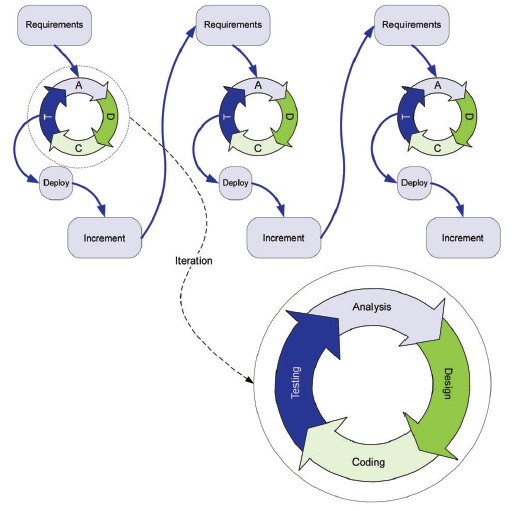 Requirements
Requirements
Requirements
A
D
C
T
A
D
C
T
A
D
C
T
Deploy
Deploy
Deploy
Increment
Increment
Increment
Iteration
Analysis
Design
Coding
Testing